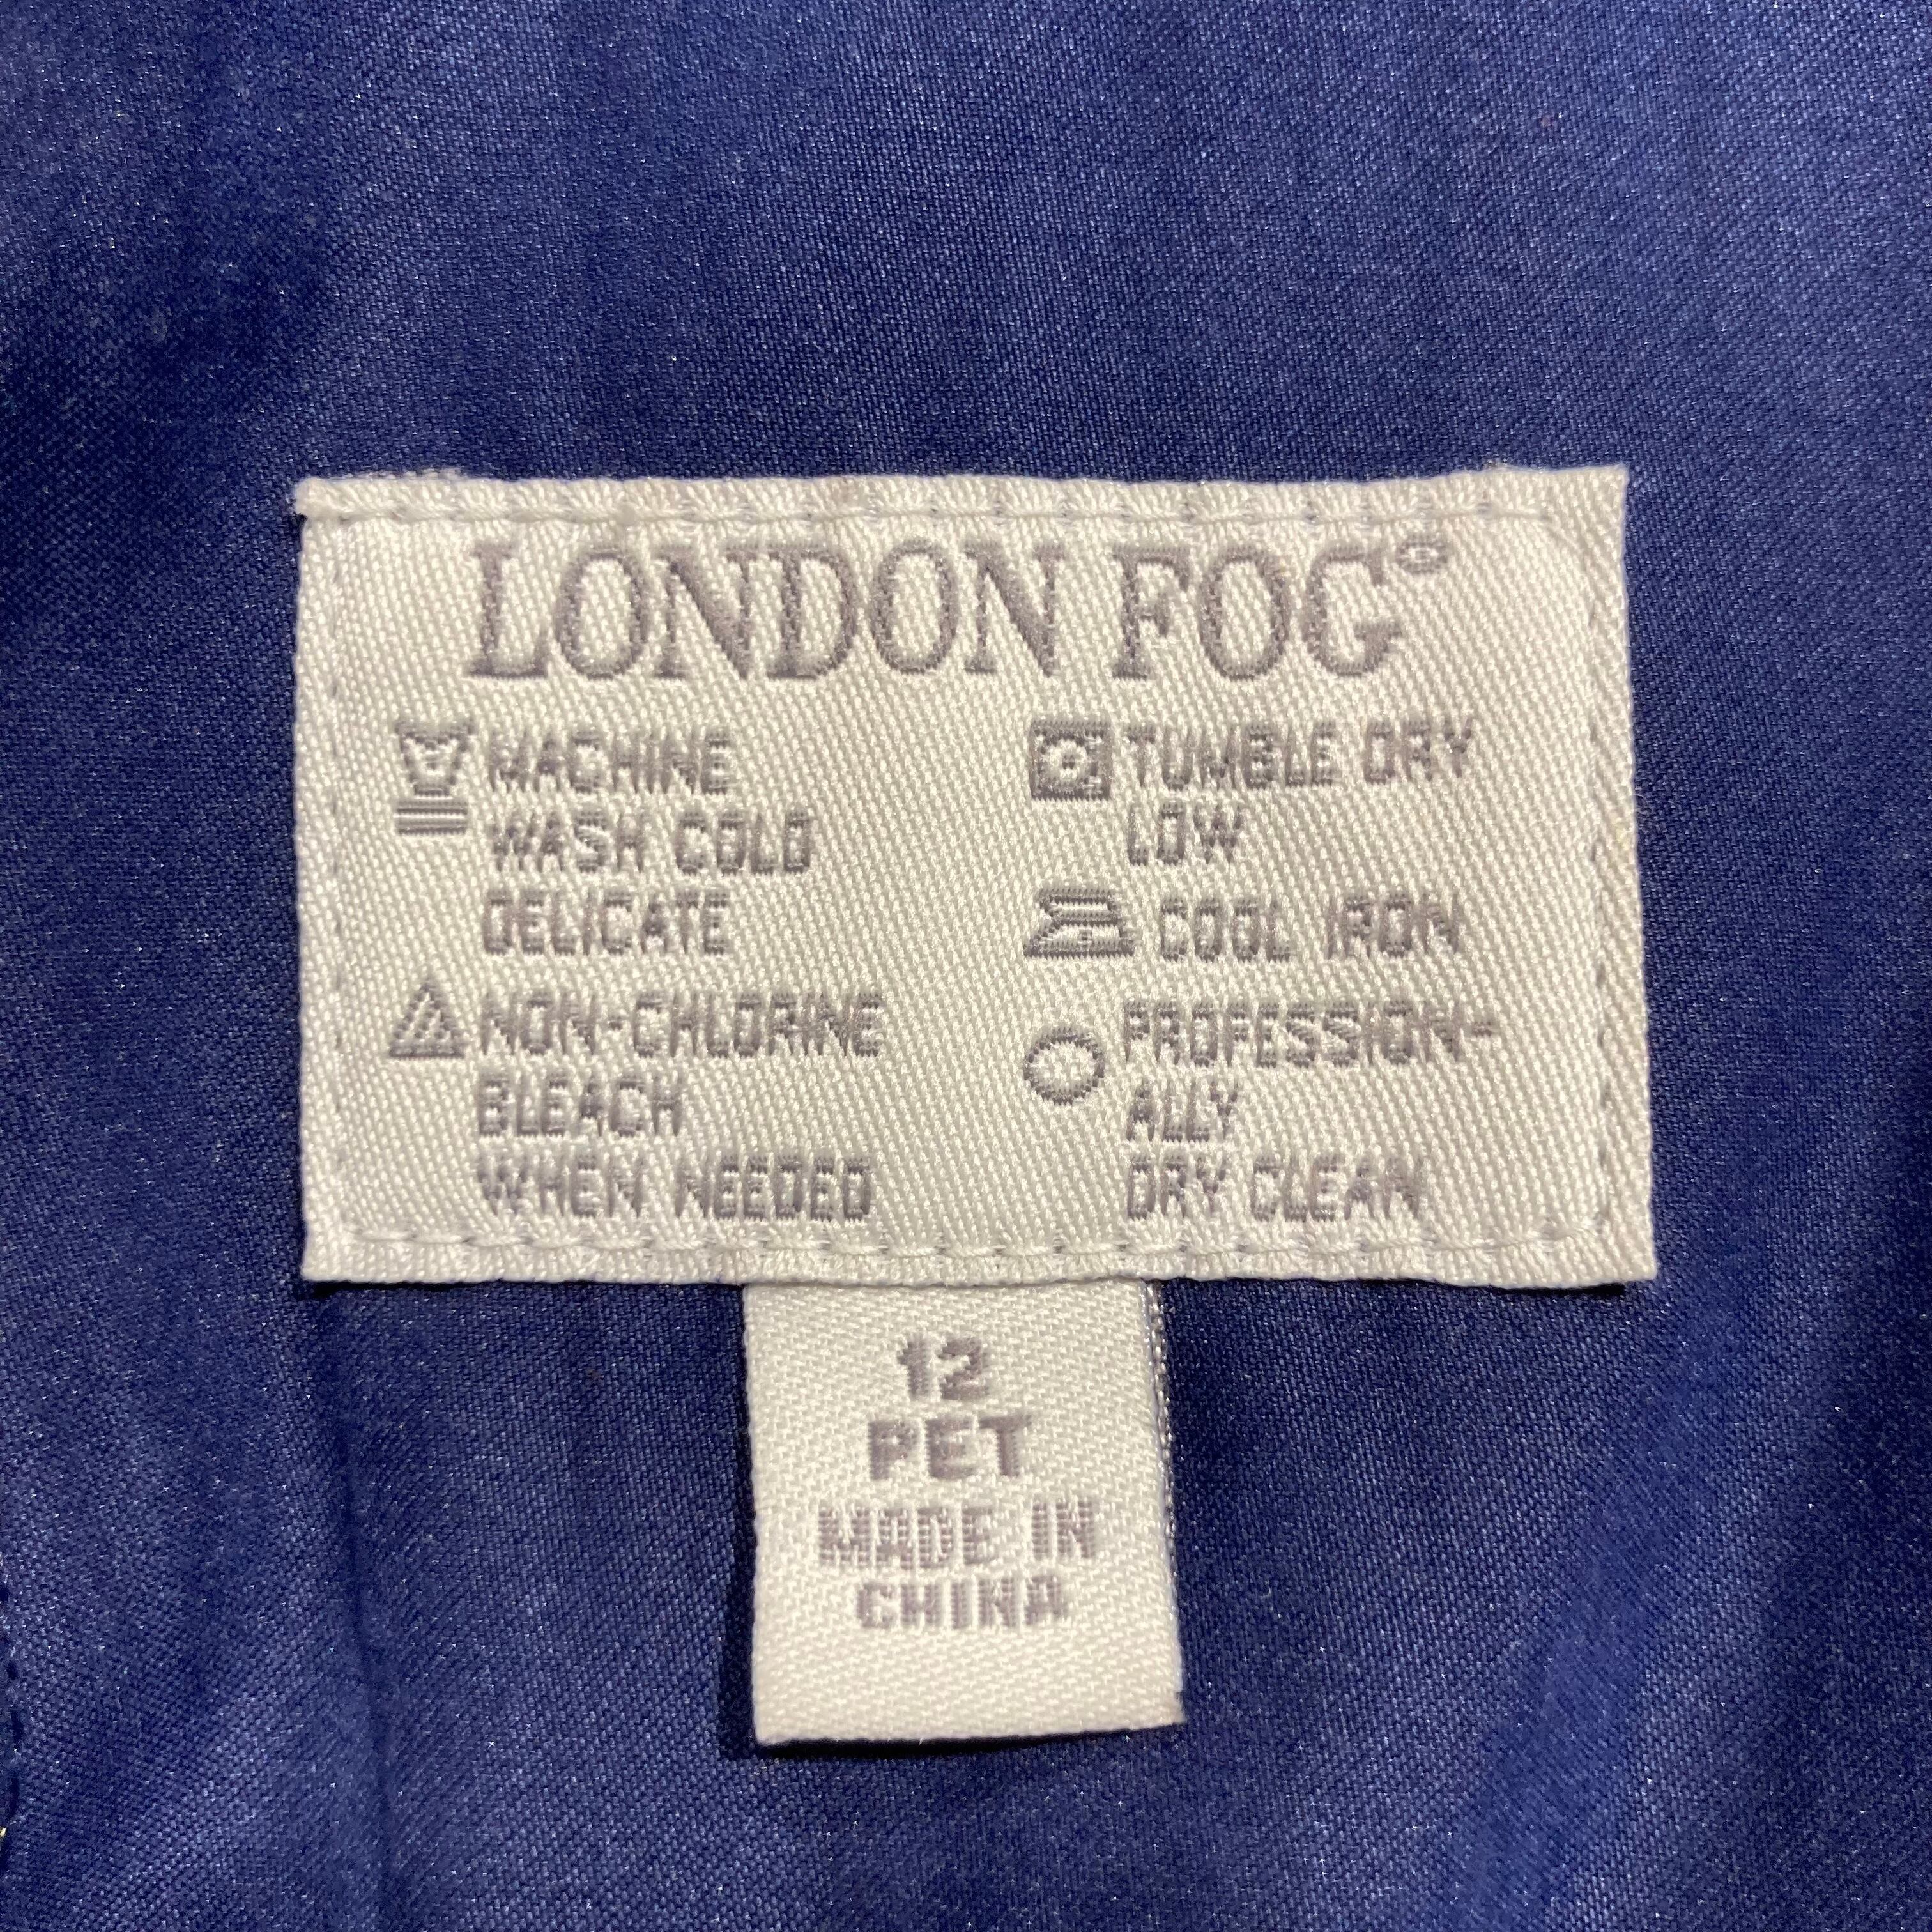 LONDON FOG®
MACHINE
WASH COLD
DELICATE
NON-CHLORINE
BLEACH
WHEN NEEDED
TUMBLE DRY
LOW
COOL IRON
PROFESSION-
ALLY
DRY CLEAN
12
PET
MADE IN
CHINA